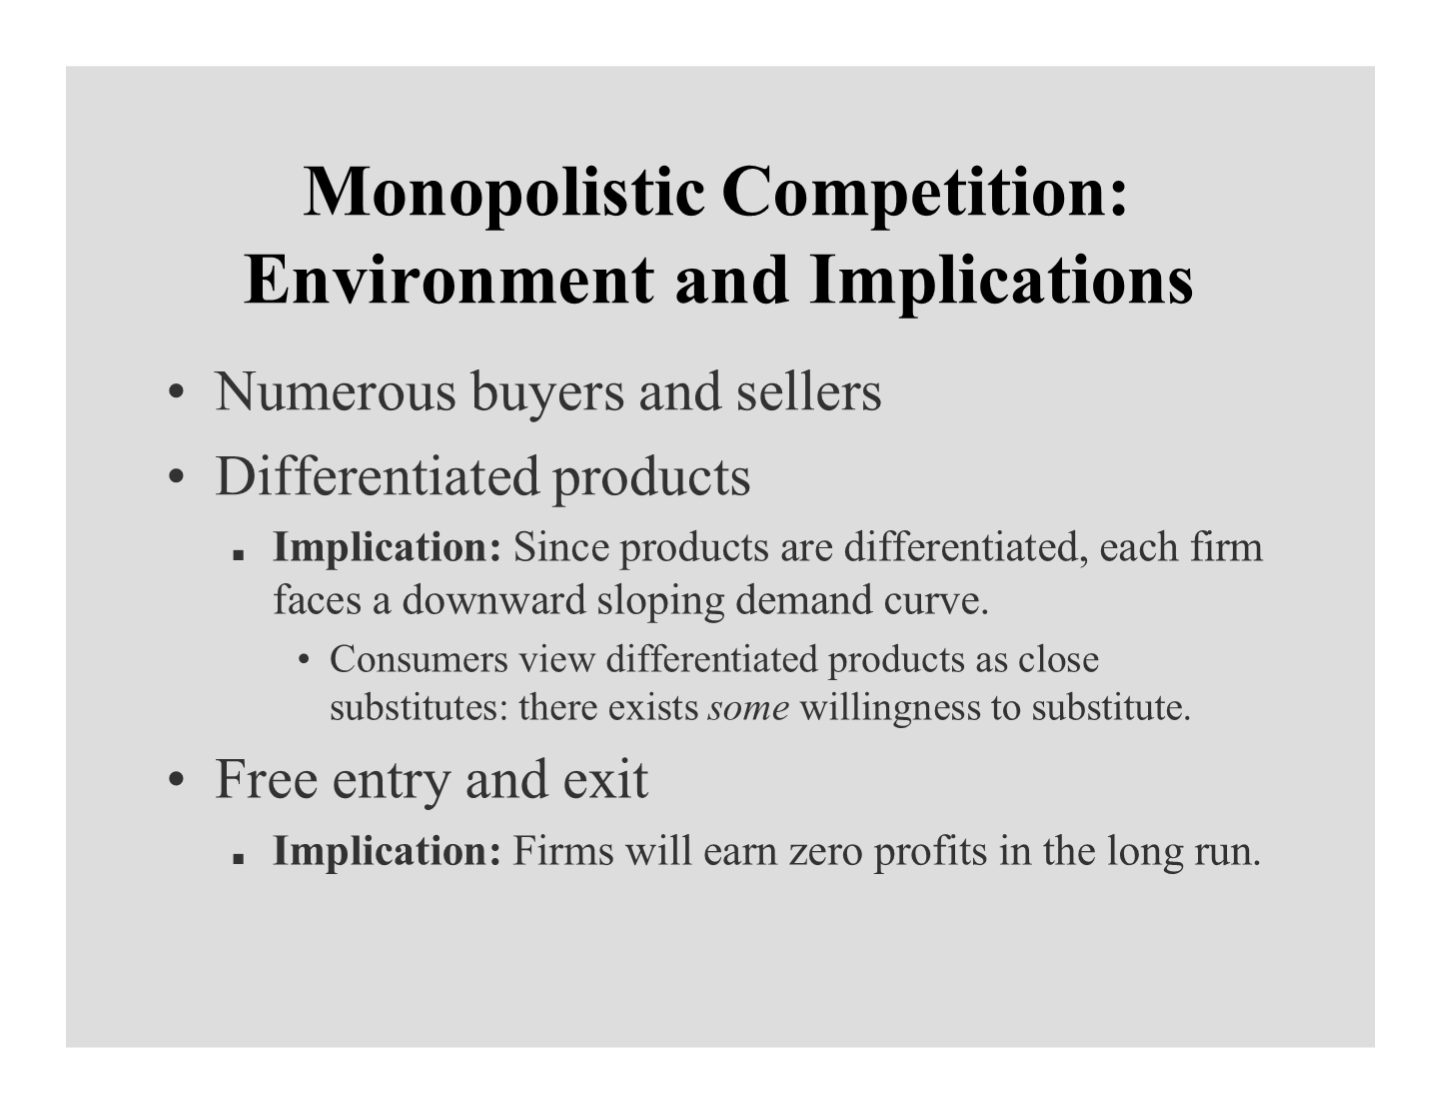 Monopolistic Competition:
Environment and Implications
• Numerous buyers and sellers
• Differentiated products
▪ Implication: Since products are differentiated, each firm
faces a downward sloping demand curve.
• Consumers view differentiated products as close
substitutes: there exists some willingness to substitute.
• Free entry and exit
▪ Implication: Firms will earn zero profits in the long run.